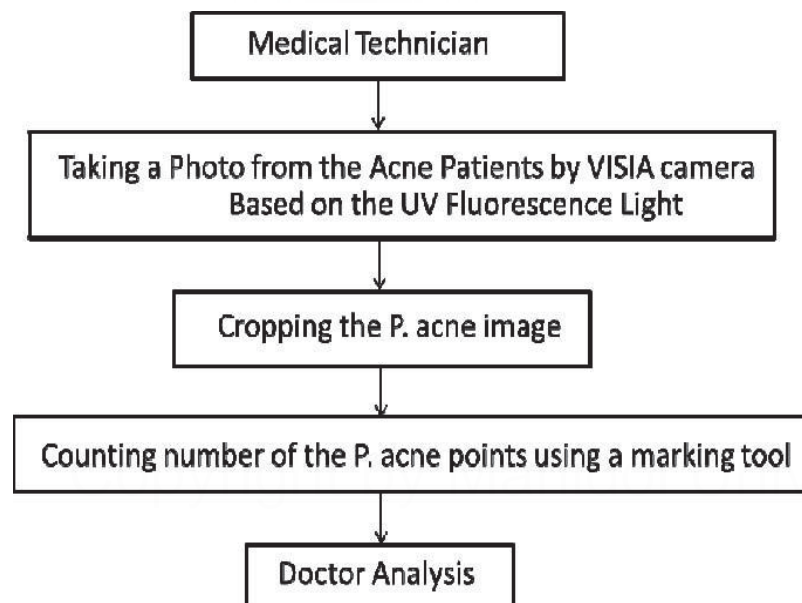 Medical Technician
Taking a Photo from the Acne Patients by VISIA camera
Based on the UV Fluorescence Light
Cropping the P. acne image
Counting number of the P. acne points using a marking tool
Doctor Analysis